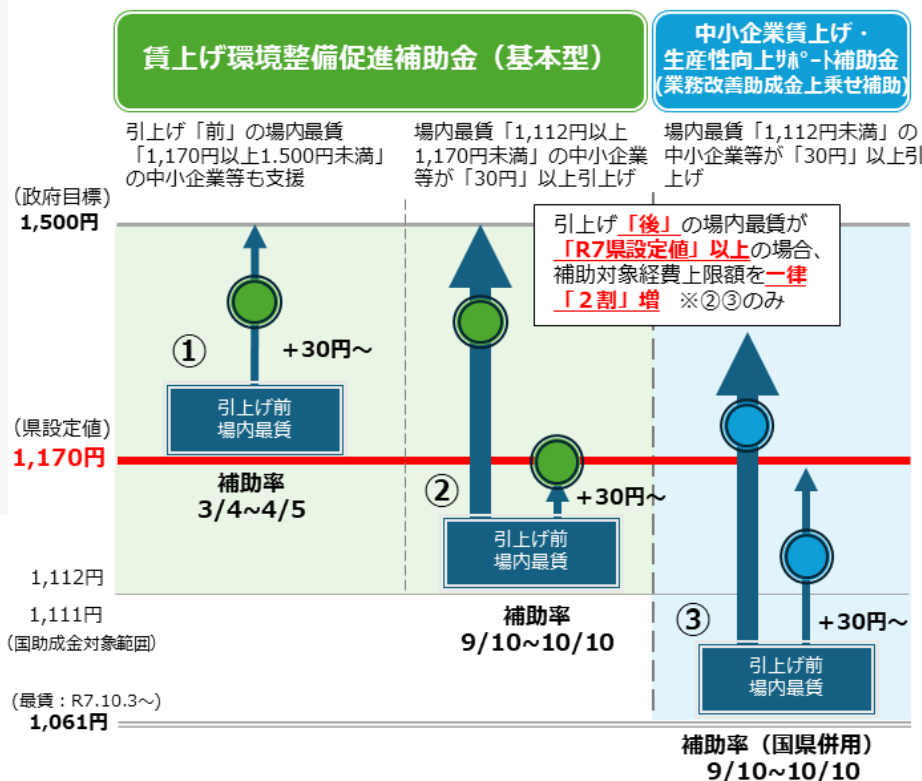 賃上げ環境整備促進補助金（基本型）
中小企業賃上げ・
生産性向上ｻﾎﾟｰﾄ補助金
(業務改善助成金上乗せ補助)
引上げ「前」の場内最賃
「1,170円以上1.500円未満」
の中小企業等も支援
場内最賃「1,112円以上
1,170円未満」の中小企業
等が「30円」以上引上げ
場内最賃「1,112円未満」の
中小企業等が「30円」以上引
上げ
(政府目標)
1,500円
引上げ「後」の場内最賃が
「R7県設定値」以上の場合、
補助対象経費上限額を一律
「２割」増　※②③のみ
①
＋30円～
引上げ前
場内最賃
(県設定値)
1,170円
補助率
3/4~4/5
②
＋30円～
引上げ前
場内最賃
1,112円
1,111円
(国助成金対象範囲)
補助率
9/10~10/10
③
＋30円～
引上げ前
場内最賃
(最賃：R7.10.3～)
1,061円
補助率（国県併用）
9/10~10/10